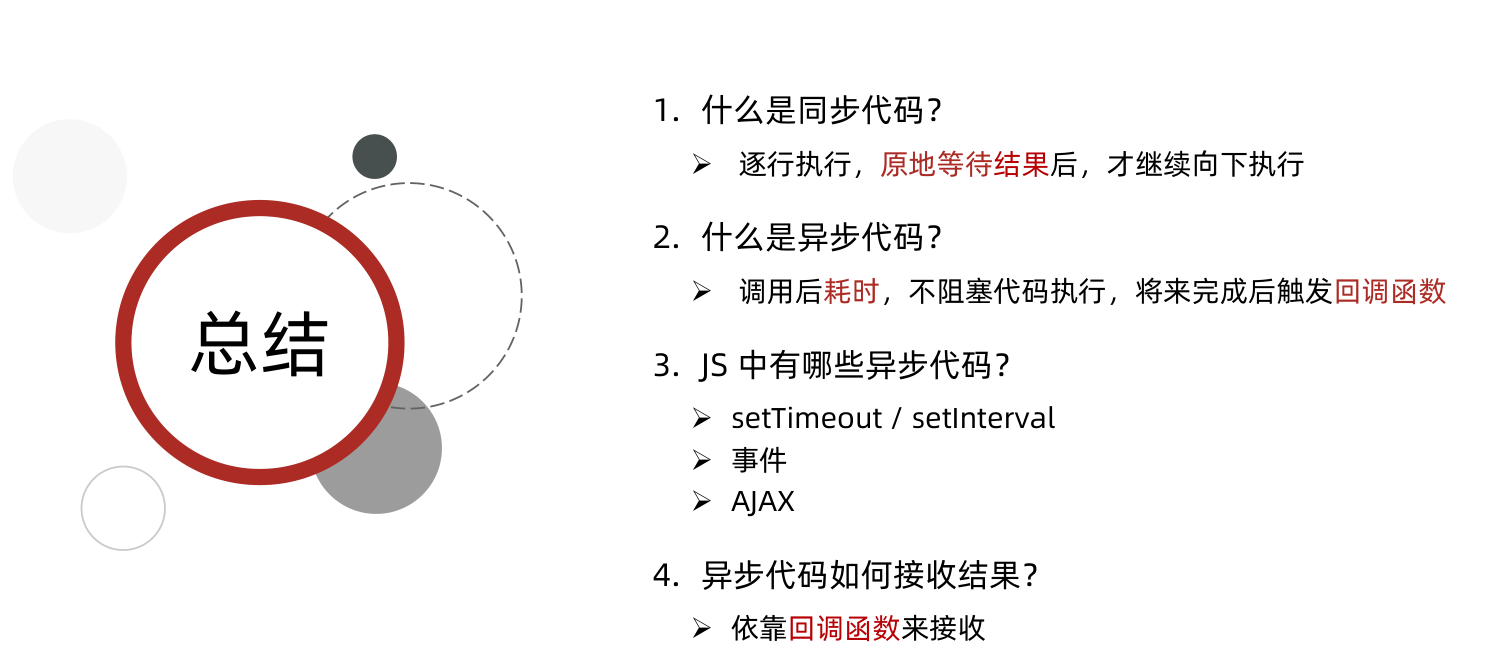 总结
1. 什么是同步代码？
➢ 逐行执行，原地等待结果后，才继续向下执行
2. 什么是异步代码？
➢ 调用后耗时，不阻塞代码执行，将来完成后触发回调函数
3. JS 中有哪些异步代码？
➢ setTimeout / setInterval
➢ 事件
➢ AJAX
4. 异步代码如何接收结果？
➢ 依靠回调函数来接收